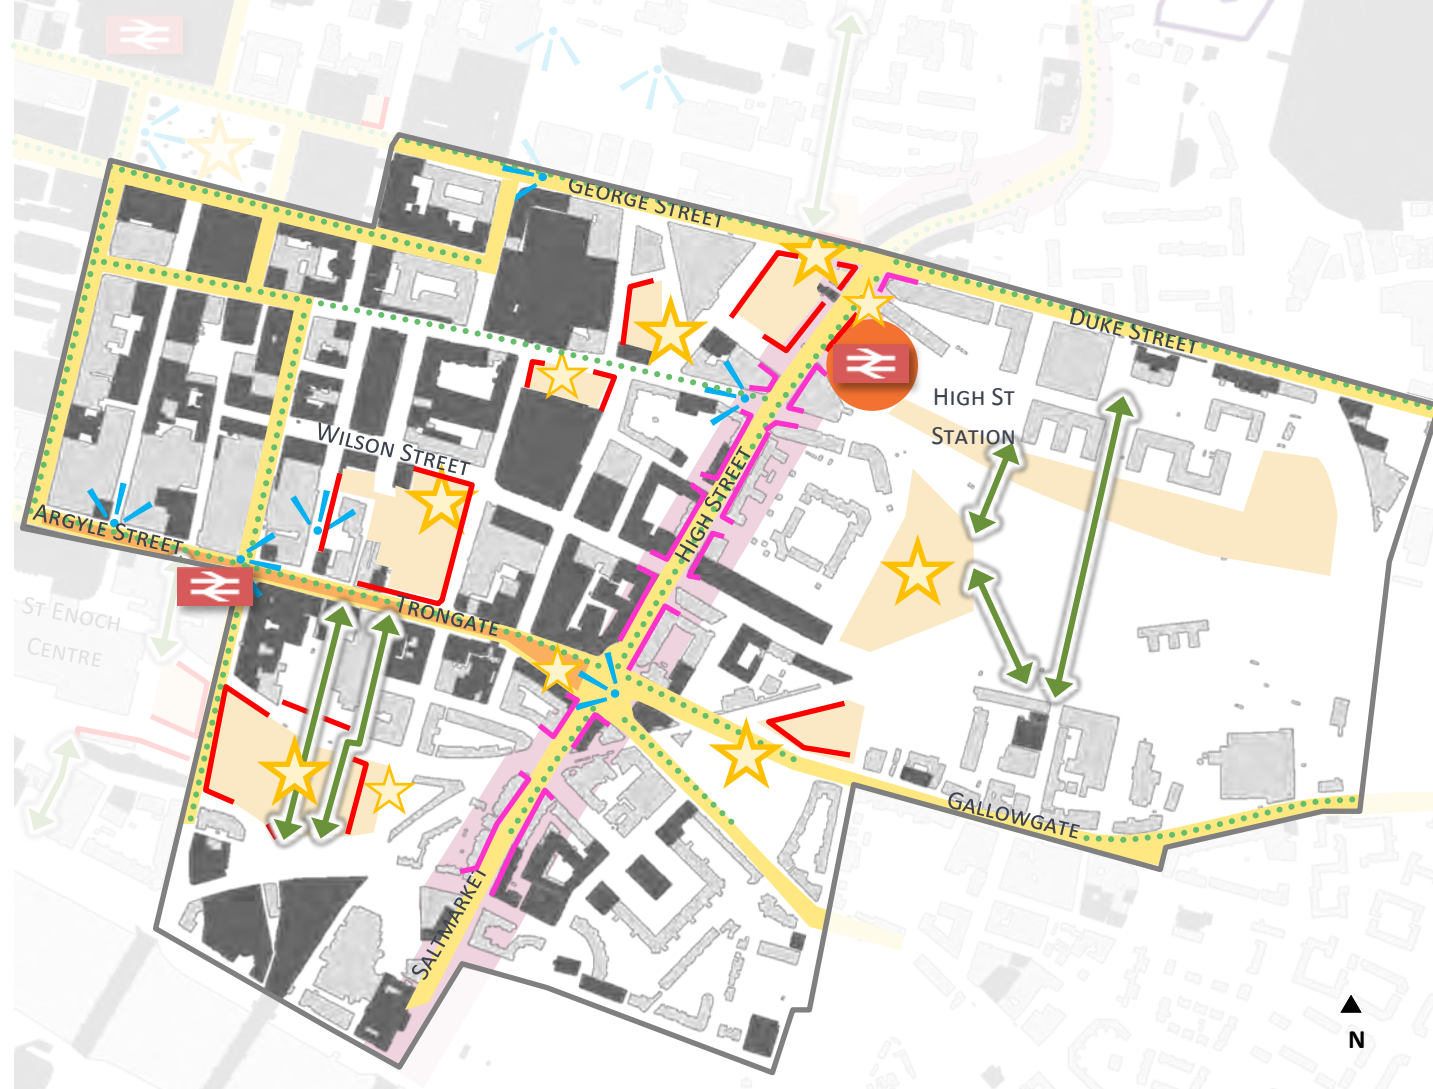 GEORGE STREET
DUKE STREET
HIGH ST
STATION
WILSON STREET
HIGH STREET
ARGYLE STREET
TRONGATE
ST ENOCH
CENTRE
GALLOWGATE
SALTMARKET
N